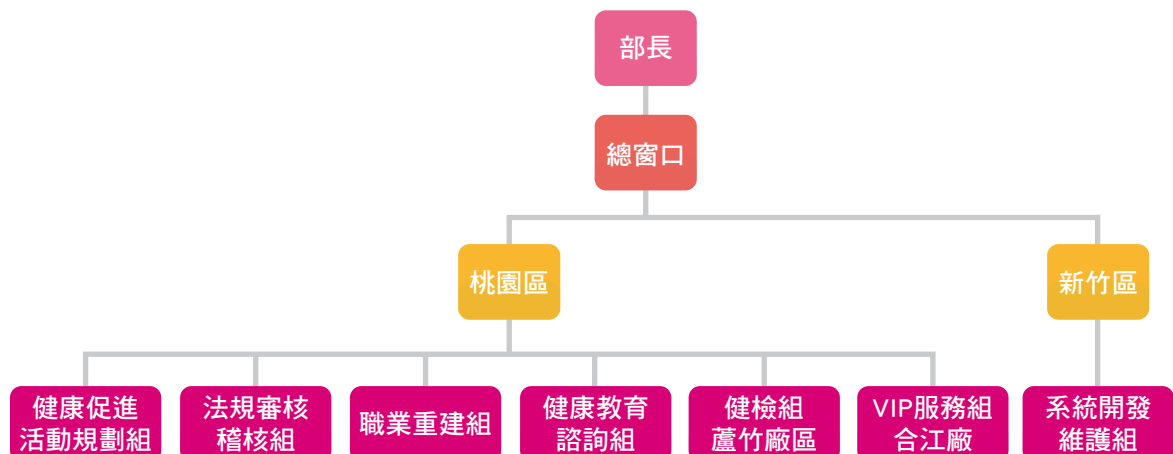 部長
總窗口
桃園區
新竹區
健康促進
活動規劃組
法規審核
稽核組
職業重建組
健康教育
諮詢組
健檢組
蘆竹廠區
VIP服務組
合江廠
系統開發
維護組